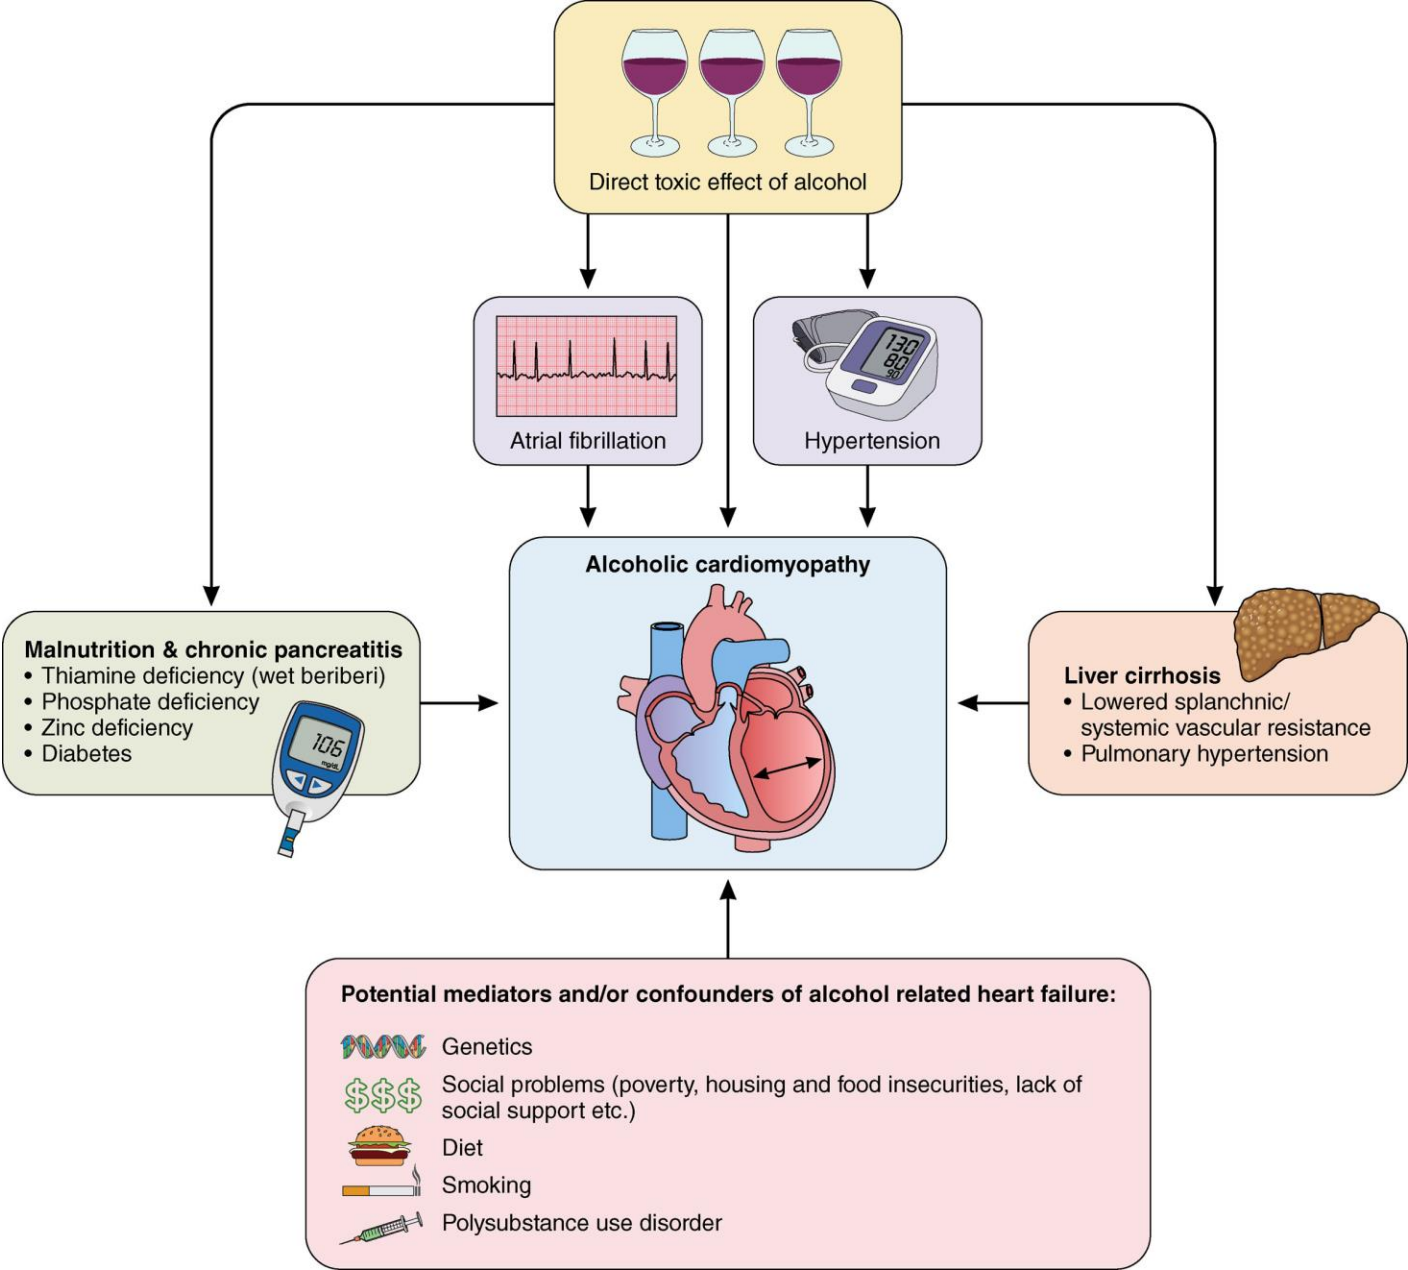 Direct toxic effect of alcohol
130
80
90
Atrial fibrillation
Hypertension
Alcoholic cardiomyopathy
Malnutrition & chronic pancreatitis
• Thiamine deficiency (wet beriberi)
• Phosphate deficiency
• Zinc deficiency
• Diabetes
106
mg/dL
Liver cirrhosis
• Lowered splanchnic/
systemic vascular resistance
• Pulmonary hypertension
Potential mediators and/or confounders of alcohol related heart failure:
Genetics
$$$ Social problems (poverty, housing and food insecurities, lack of
social support etc.)
Diet
Smoking
Polysubstance use disorder